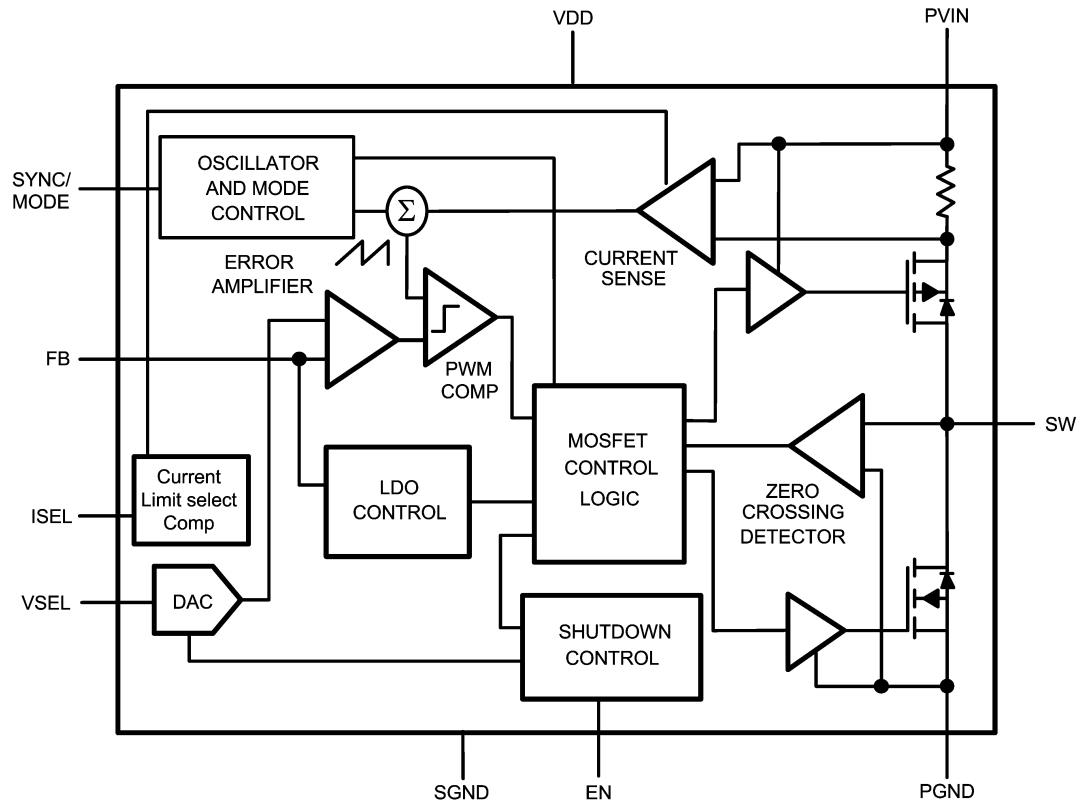 VDD
PVIN
SYNC/
MODE
OSCILLATOR
AND MODE
CONTROL
Σ
CURRENT
SENSE
ERROR
AMPLIFIER
FB
PWM
COMP
MOSFET
CONTROL
LOGIC
SW
Current
Limit select
Comp
ISEL
LDO
CONTROL
ZERO
CROSSING
DETECTOR
VSEL
DAC
SHUTDOWN
CONTROL
SGND
EN
PGND